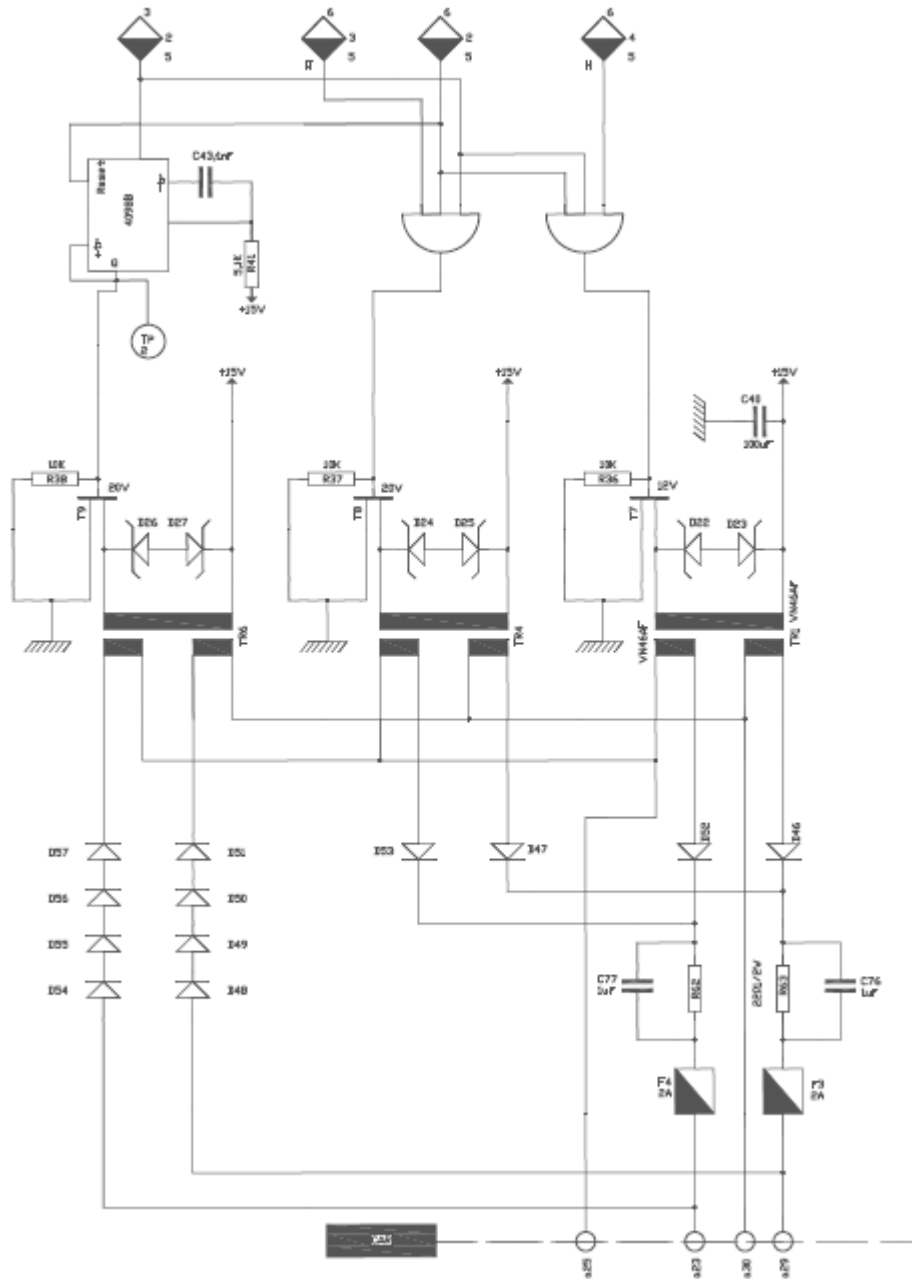 3
2
5
6
3
5
H̅
6
2
5
6
4
5
H
C43,1nF
Reset
4098B
Q
+
5,1K
R41
+15V
TP
2
+15V
+15V
+15V
C40
100uF
10K
R38
20V
T9
D26
D27
10K
R37
20V
T8
D24
D25
10K
R36
12V
T7
D22
D23
TR6
TR4
VN46AF
TR1
VN46AF
D57
D56
D55
D54
D51
D50
D49
D48
D53
D47
D52
D46
C77
1uF
R62
22R1/2W
R63
C76
1uF
F4
2A
F3
2A
a25
a23
a30
a29